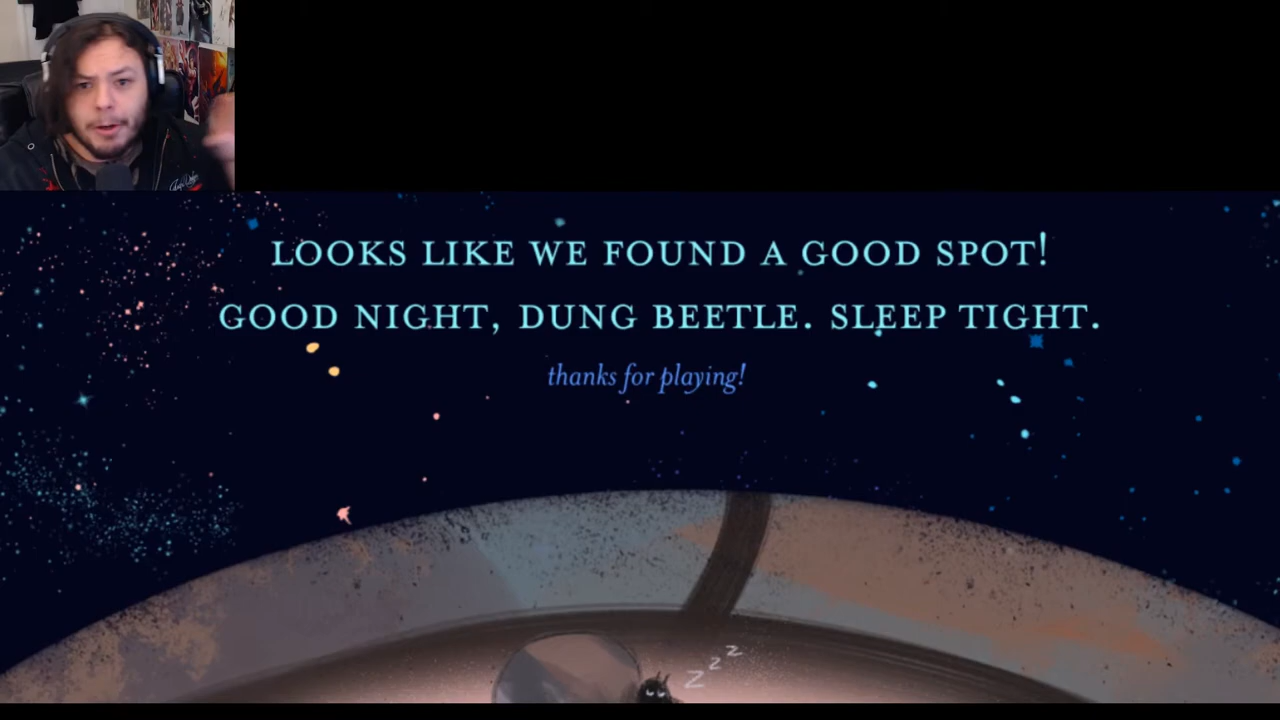 LOOKS LIKE WE FOUND A GOOD SPOT!
GOOD NIGHT, DUNG BEETLE. SLEEP TIGHT.
thanks for playing!
z z z